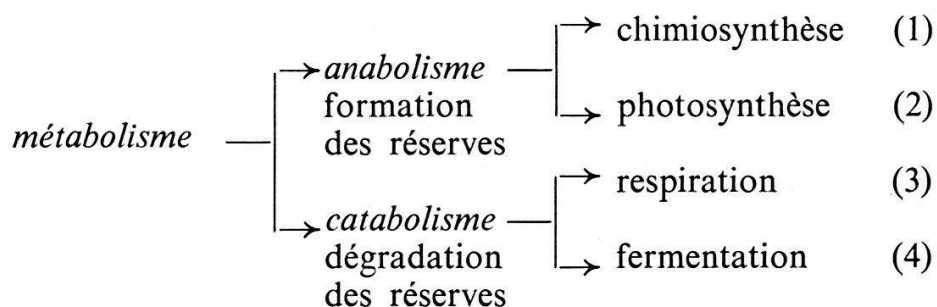 chimiosynthèse (1)
anabolisme
formation
des réserves
photosynthèse (2)
métabolisme
respiration (3)
catabolisme
dégradation
des réserves
fermentation (4)